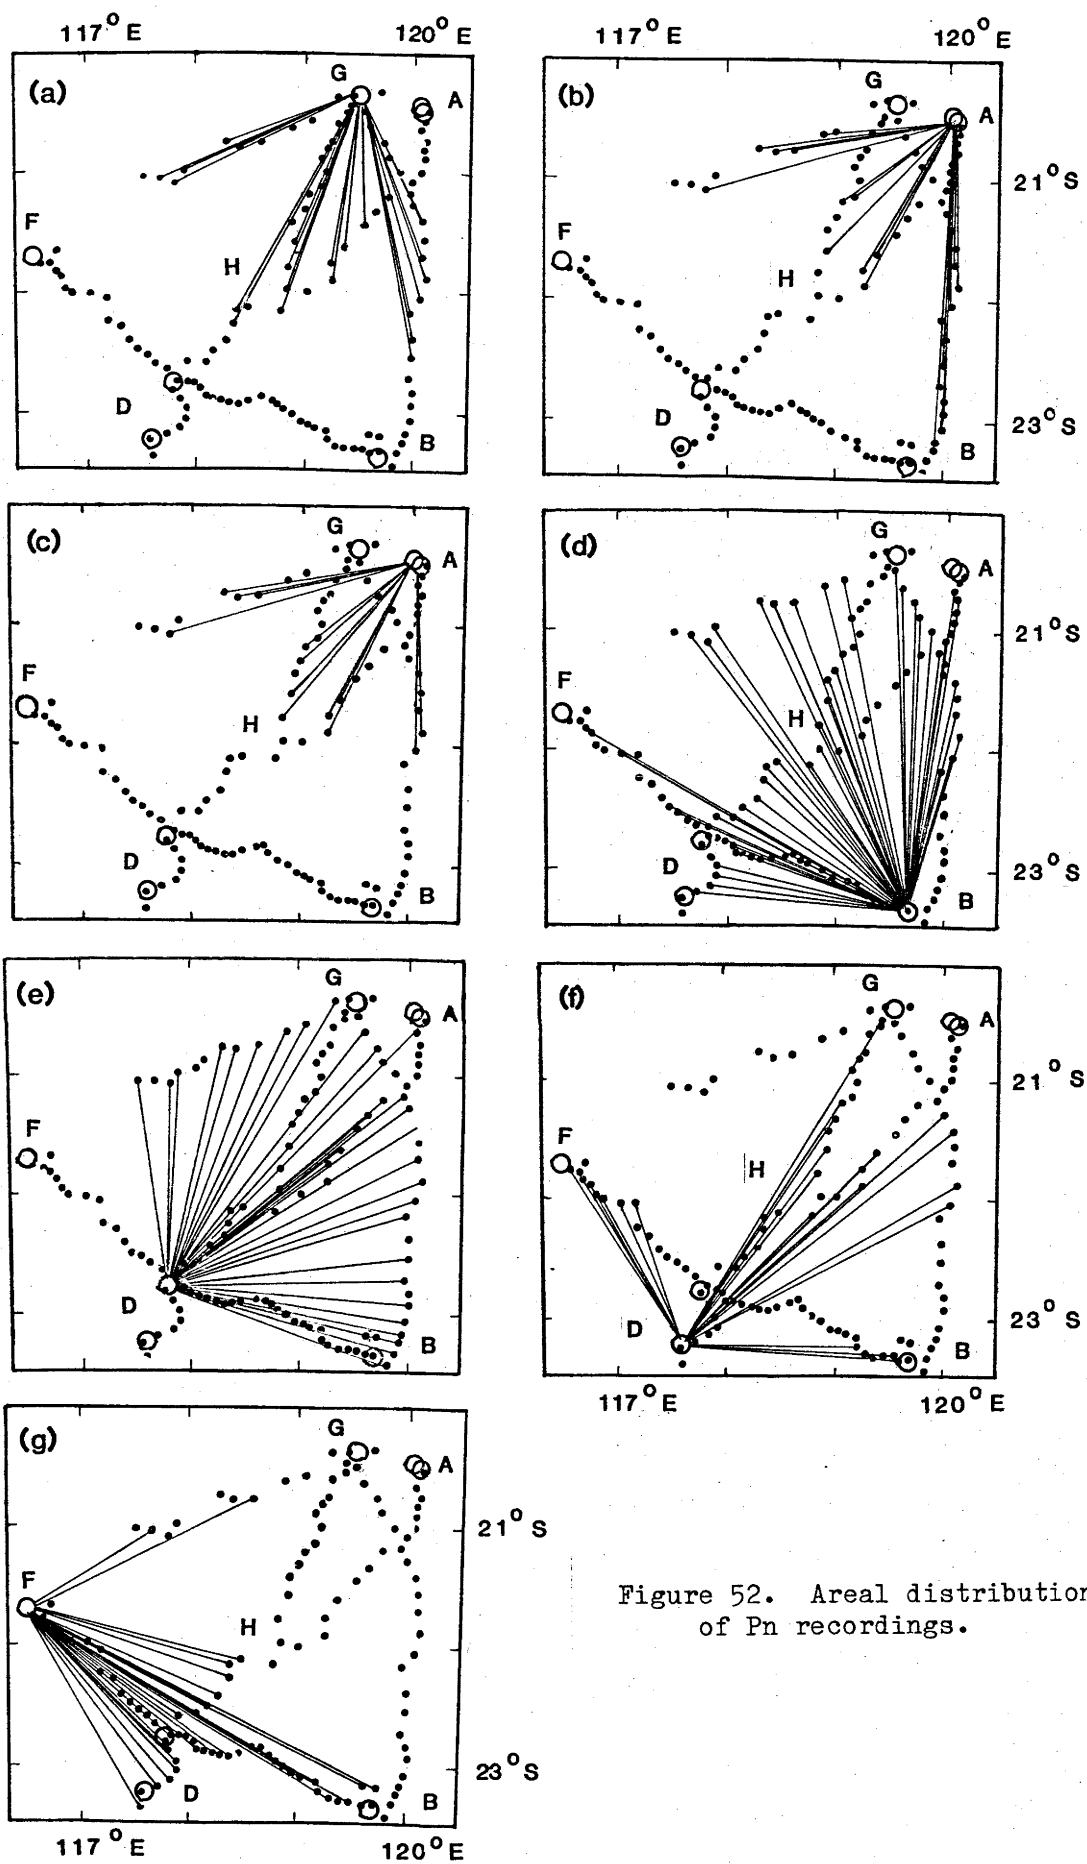 117° E 120° E 117° E 120° E
(a) G A
F
H
D
B
(b) G A
21° S
F
H
D
B
23° S
(c) G A
F
H
D
B
(d) G A
21° S
F
H
D
B
23° S
(e) G A
F
D
B
(f) G A
21° S
F
H
D
B
23° S
117° E 120° E
(g) G A
21° S
F
H
D
B
23° S
117° E 120° E
Figure 52. Areal distribution
of Pn recordings.